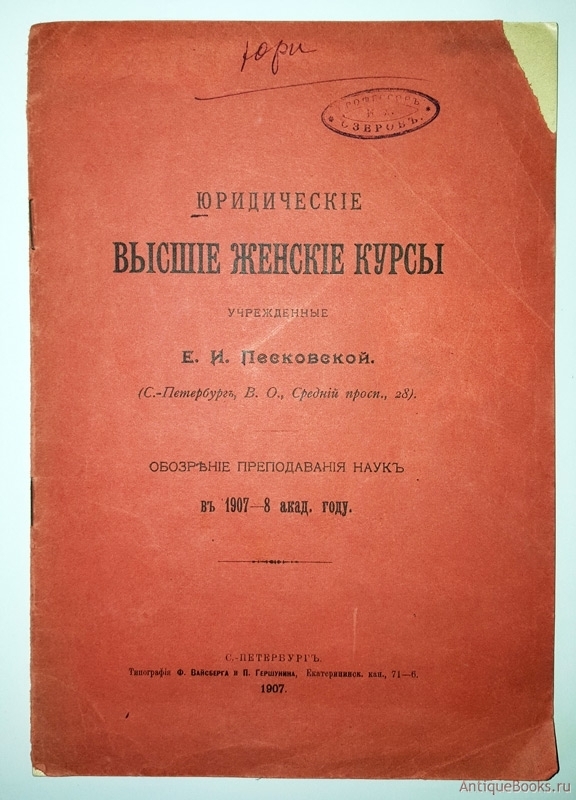 юри
ПРОФЕССОРЪ
ОЗЕРОВЪ.
ЮРИДИЧЕСКІЕ
ВЫСШІЕ ЖЕНСКІЕ КУРСЫ
УЧРЕЖДЕННЫЕ
Е. И. Песковской.
(С.-Петербургъ, В. О., Средній просп., 28).
ОБОЗРѢНІЕ ПРЕПОДАВАНІЯ НАУКЪ
въ 1907—8 акад. году.
С.-ПЕТЕРБУРГЪ.
Типографія Ф. Вайсберга и П. Гершунина, Екатерининск. кан., 71—6.
1907.
AntiqueBooks.ru